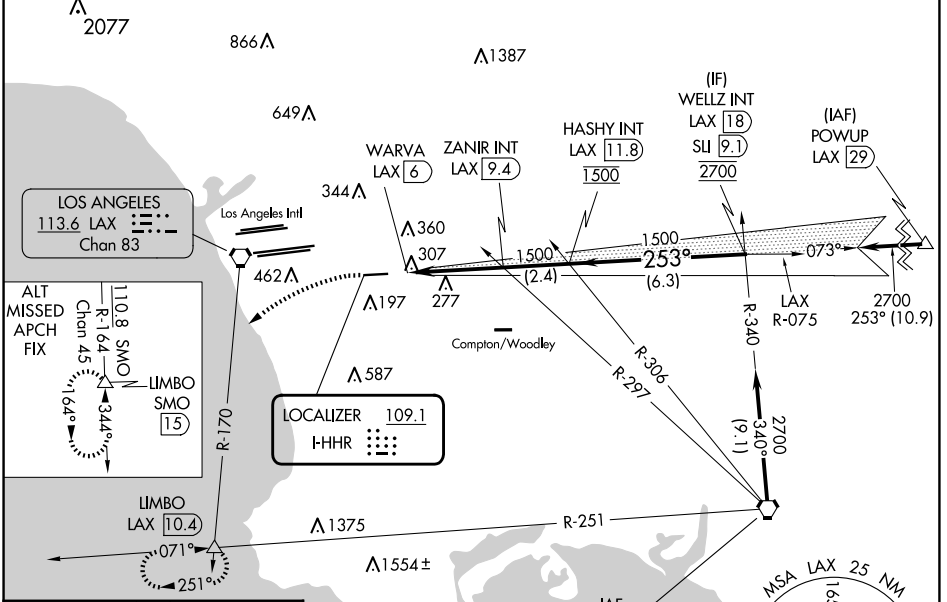 2077
866
1387
649
(IF)
WELLZ INT
LAX 18
SLI 9.1
2700
(IAF)
POWUP
LAX 29
HASHY INT
LAX 11.8
1500
ZANIR INT
LAX 9.4
WARVA
LAX 6
344
LOS ANGELES
113.6 LAX
Chan 83
Los Angeles Intl
360
307
462
277
197
1500
(2.4)
1500
253°
(6.3)
073°
LAX
R-075
2700
253° (10.9)
ALT
MISSED
APCH
FIX
110.8 SMO
R-164
Chan 45
LIMBO
SMO
15
164°
344°
R-170
Compton/Woodley
587
R-306
R-297
R-340
LOCALIZER 109.1
I-HHR
2700
340°
(9.1)
LIMBO
LAX 10.4
071°
251°
1375
R-251
1554±
MSA LAX 25 NM